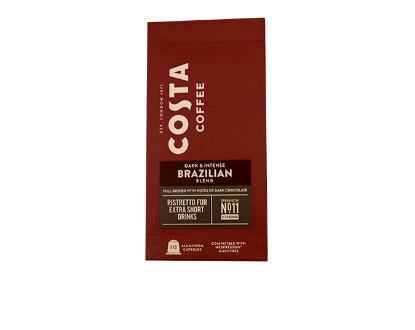 EST. LONDON 1971
COSTA
COFFEE
DARK & INTENSE
BRAZILIAN
BLEND
FULL-BODIED WITH NOTES OF DARK CHOCOLATE
RISTRETTO FOR
EXTRA SHORT
DRINKS
STRENGTH
Nº11
X10
ALUMINIUM
CAPSULES
COMPATIBLE WITH
NESPRESSO®
MACHINES